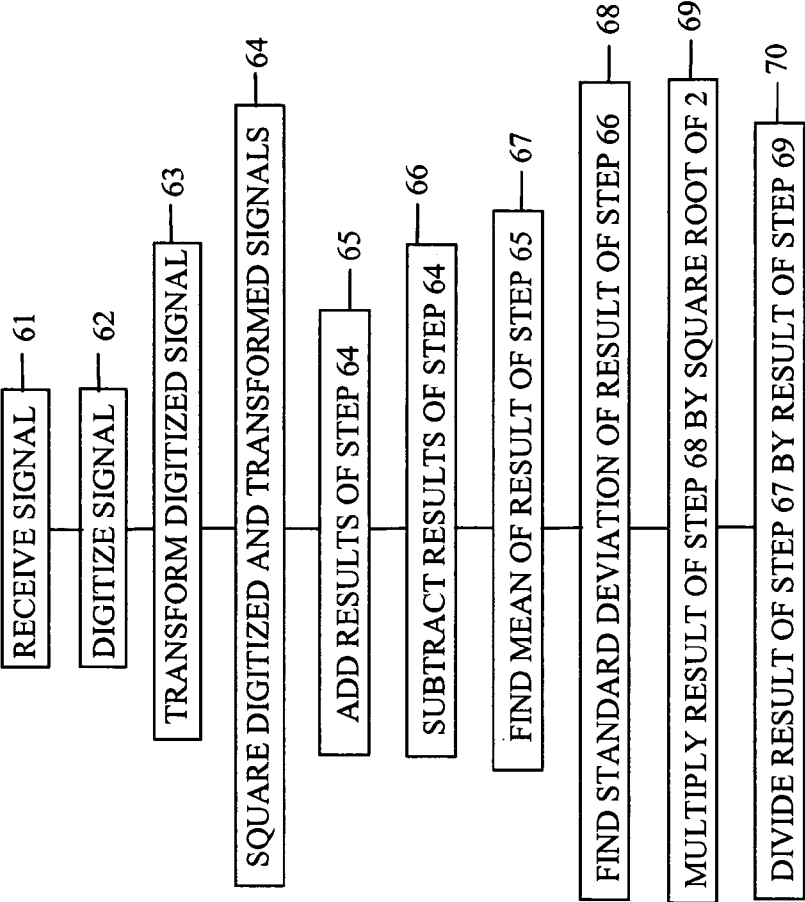 RECEIVE SIGNAL 61
DIGITIZE SIGNAL 62
TRANSFORM DIGITIZED SIGNAL 63
SQUARE DIGITIZED AND TRANSFORMED SIGNALS 64
ADD RESULTS OF STEP 64 65
SUBTRACT RESULTS OF STEP 64 66
FIND MEAN OF RESULT OF STEP 65 67
FIND STANDARD DEVIATION OF RESULT OF STEP 66 68
MULTIPLY RESULT OF STEP 68 BY SQUARE ROOT OF 2 69
DIVIDE RESULT OF STEP 67 BY RESULT OF STEP 69 70